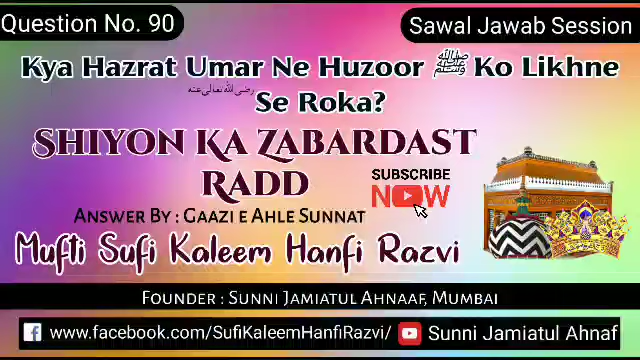 Question No. 90
Sawal Jawab Session
Kya Hazrat Umar Ne Huzoor ﷺ Ko Likhne
رضی اللہ تعالیٰ عنہ Se Roka?
SHIYON KA ZABARDAST
RADD
SUBSCRIBE
NOW
ANSWER BY : GAAZI E AHLE SUNNAT
Mufti Sufi Kaleem Hanfi Razvi
FOUNDER : SUNNI JAMIATUL AHNAAF, MUMBAI
www.facebook.com/SufiKaleemHanfiRazvi/
Sunni Jamiatul Ahnaf